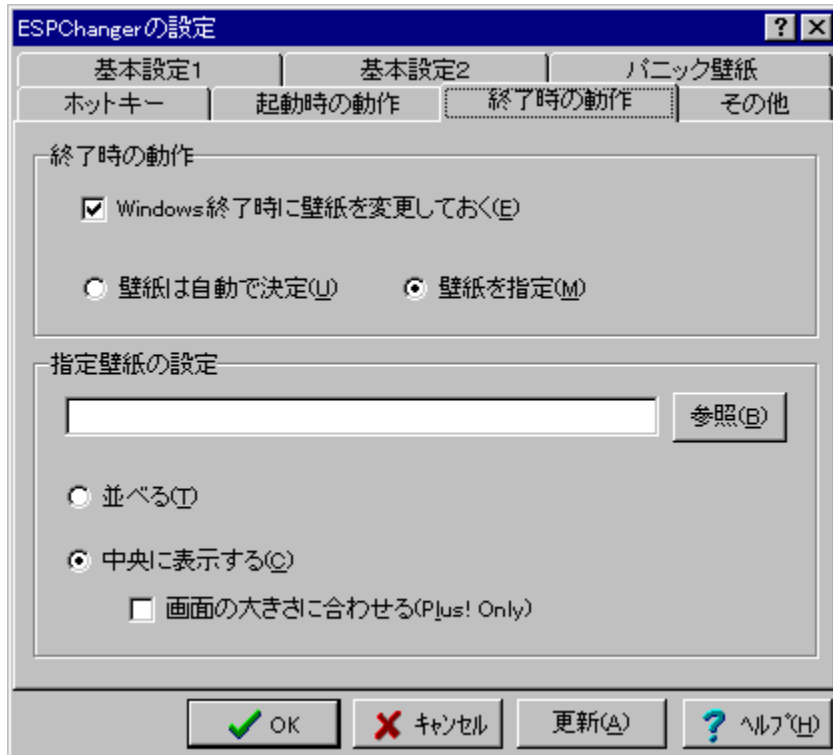 ESPChangerの設定
基本設定1 基本設定2 パニック壁紙
ホットキー 起動時の動作 終了時の動作 その他
終了時の動作
Windows終了時に壁紙を変更しておく(E)
壁紙は自動で決定(U) 壁紙を指定(M)
指定壁紙の設定
参照(B)
並べる(T)
中央に表示する(C)
画面の大きさに合わせる(Plus! Only)
OK ｷｬﾝｾﾙ 更新(A) ﾍﾙﾌﾟ(H)